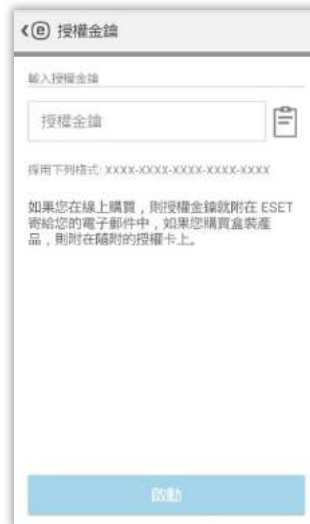 授權金鑰
輸入授權金鑰
授權金鑰
採用下列格式: XXXX-XXXX-XXXX-XXXX-XXXX
如果您在線上購買，則授權金鑰就附在 ESET
寄給您的電子郵件中，如果您購買盒裝產
品，則附在隨附的授權卡上。
啟動